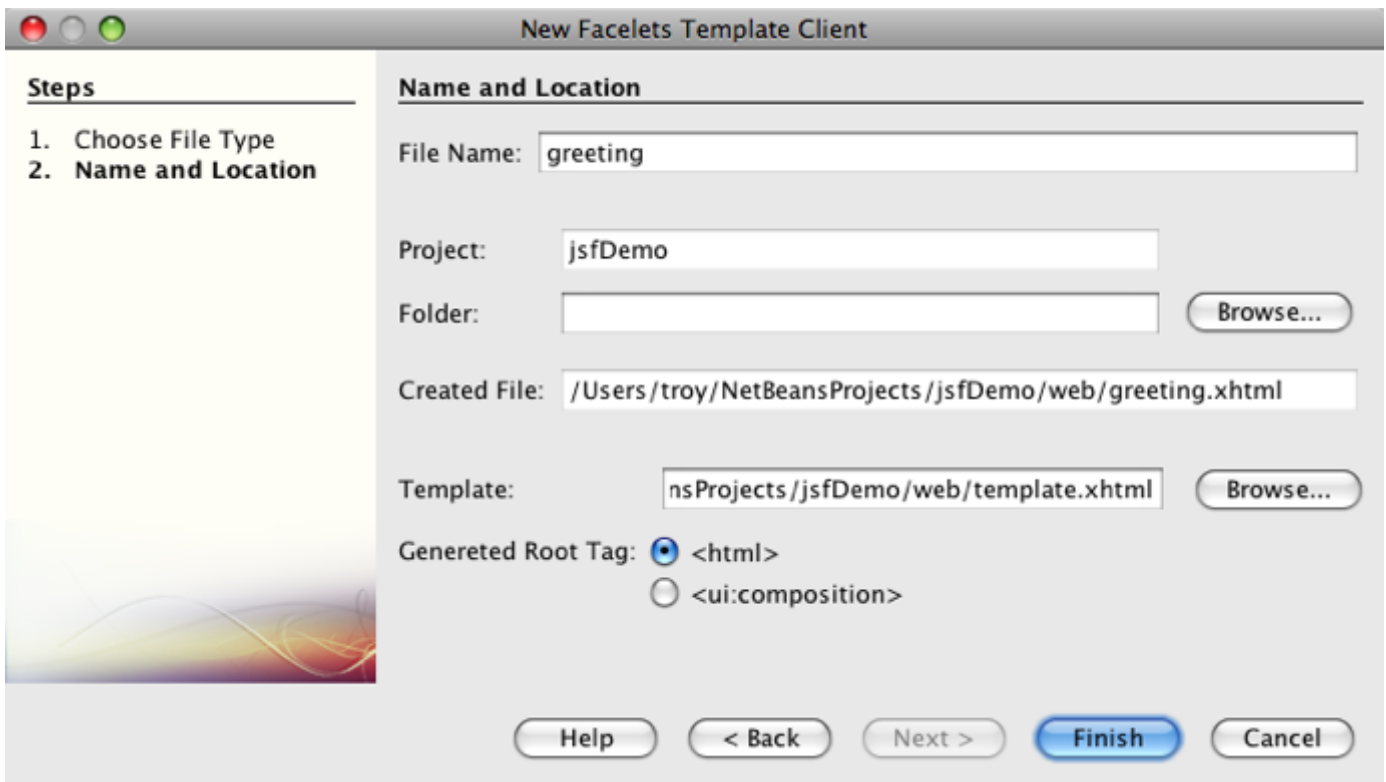 New Facelets Template Client
Steps
1. Choose File Type
2. Name and Location
Name and Location
File Name: greeting
Project: jsfDemo
Folder: Browse...
Created File: /Users/troy/NetBeansProjects/jsfDemo/web/greeting.xhtml
Template: nsProjects/jsfDemo/web/template.xhtml Browse...
Genereted Root Tag: <html>
<ui:composition>
Help < Back Next > Finish Cancel